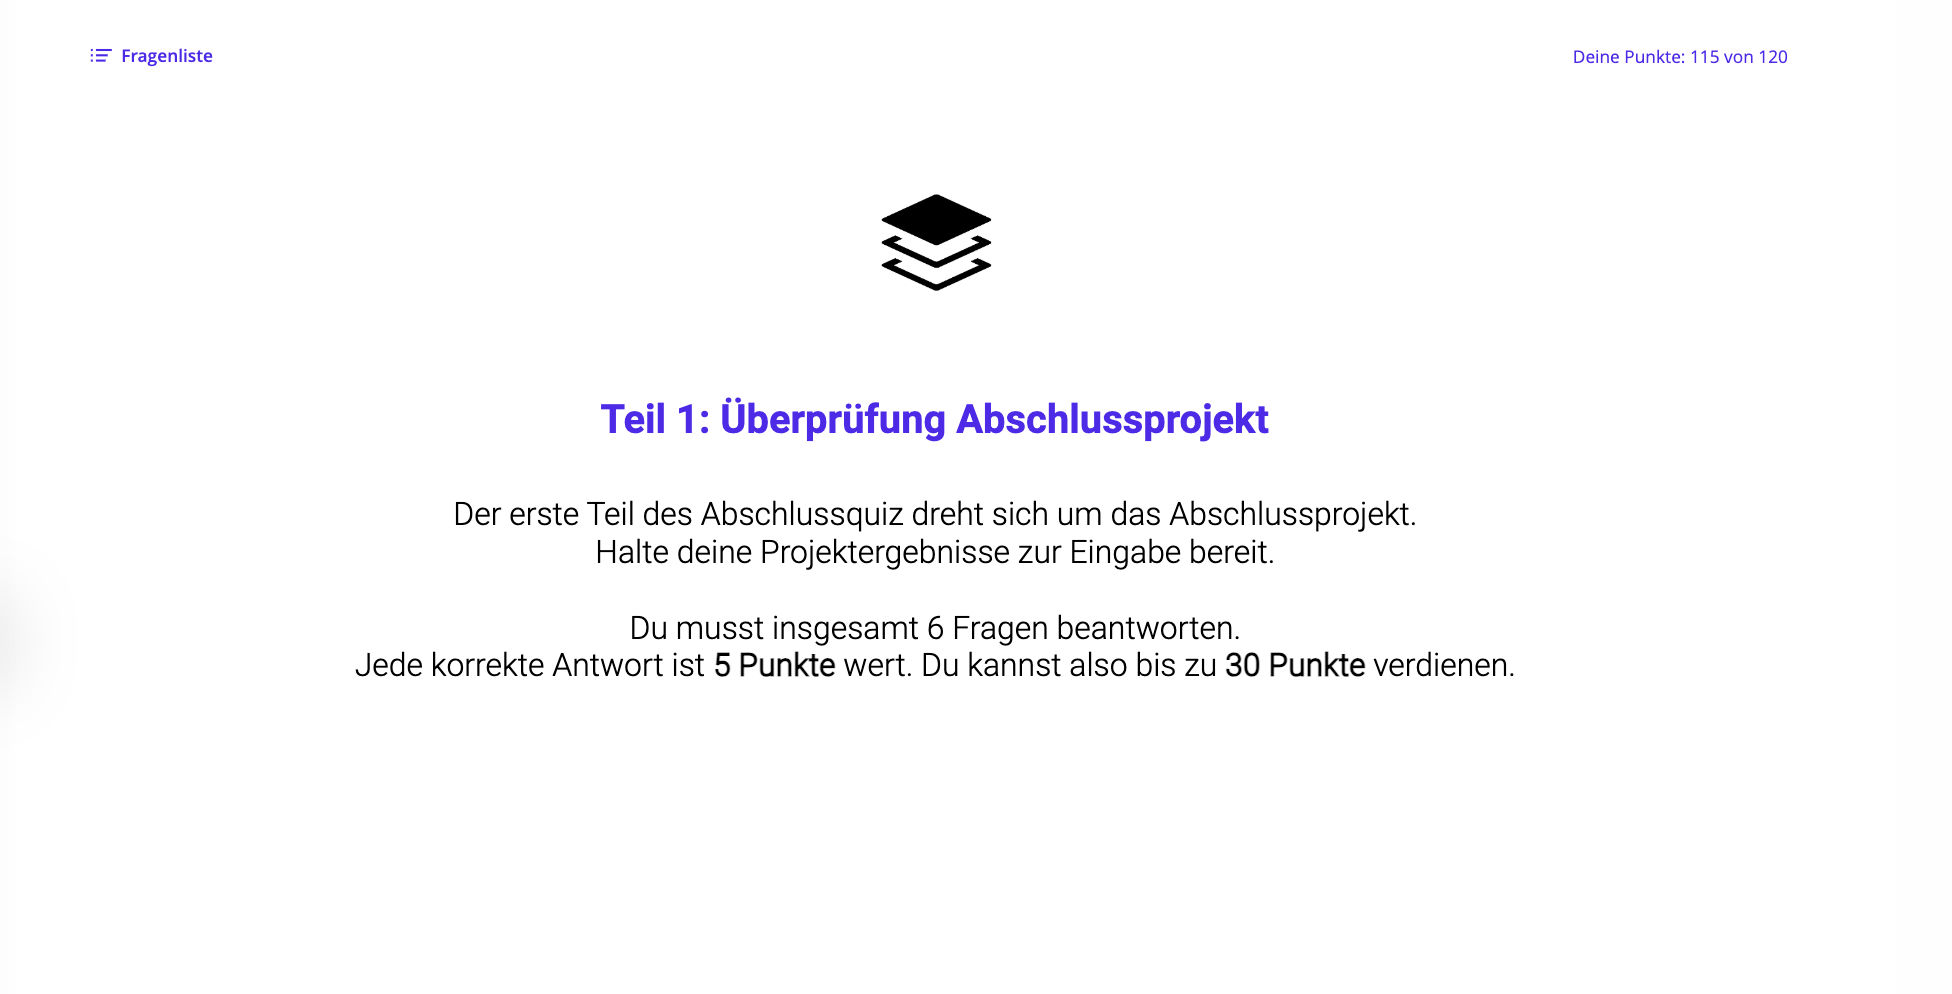 Fragenliste
Deine Punkte: 115 von 120
Teil 1: Überprüfung Abschlussprojekt
Der erste Teil des Abschlussquiz dreht sich um das Abschlussprojekt.
Halte deine Projektergebnisse zur Eingabe bereit.
Du musst insgesamt 6 Fragen beantworten.
Jede korrekte Antwort ist 5 Punkte wert. Du kannst also bis zu 30 Punkte verdienen.